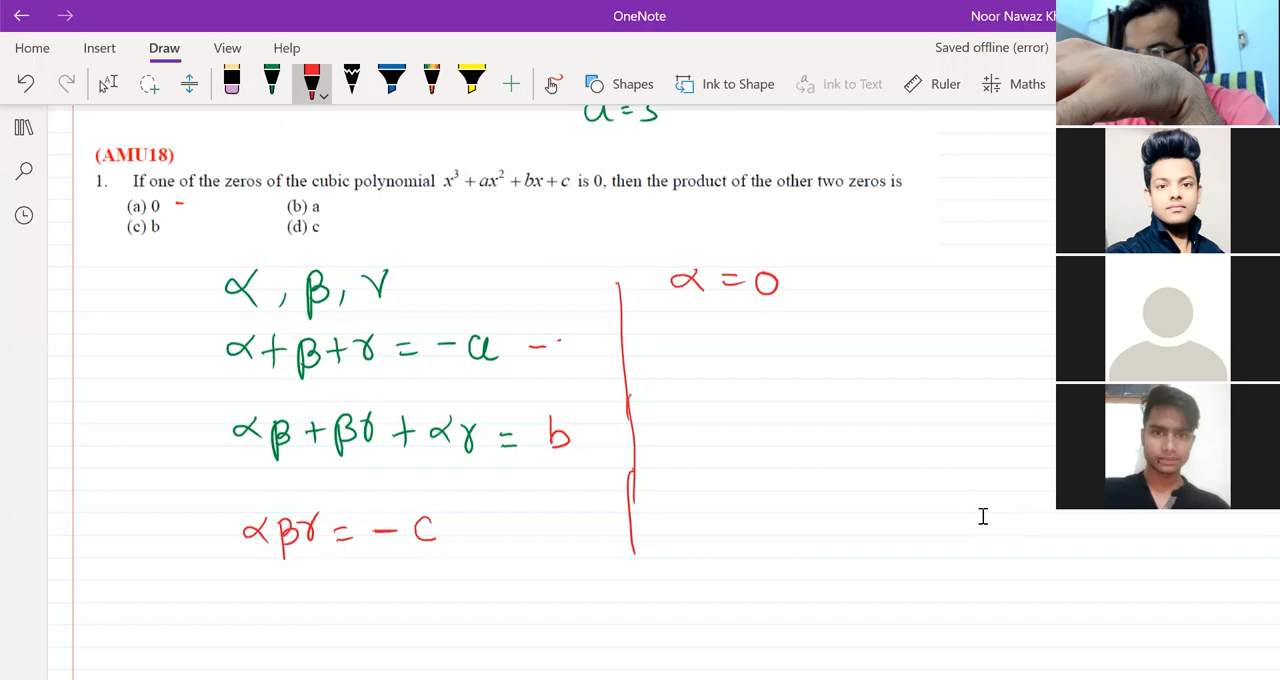 OneNote
Noor Nawaz Kh
Home Insert Draw View Help
Saved offline (error)
Shapes Ink to Shape Ink to Text Ruler Maths
a = 3
(AMU18)
1. If one of the zeros of the cubic polynomial x³ + ax² + bx + c is 0, then the product of the other two zeros is
(a) 0 (b) a
(c) b (d) c
α , β , γ
α + β + γ = - a
αβ + βγ + αγ = b
αβγ = - c
α = 0